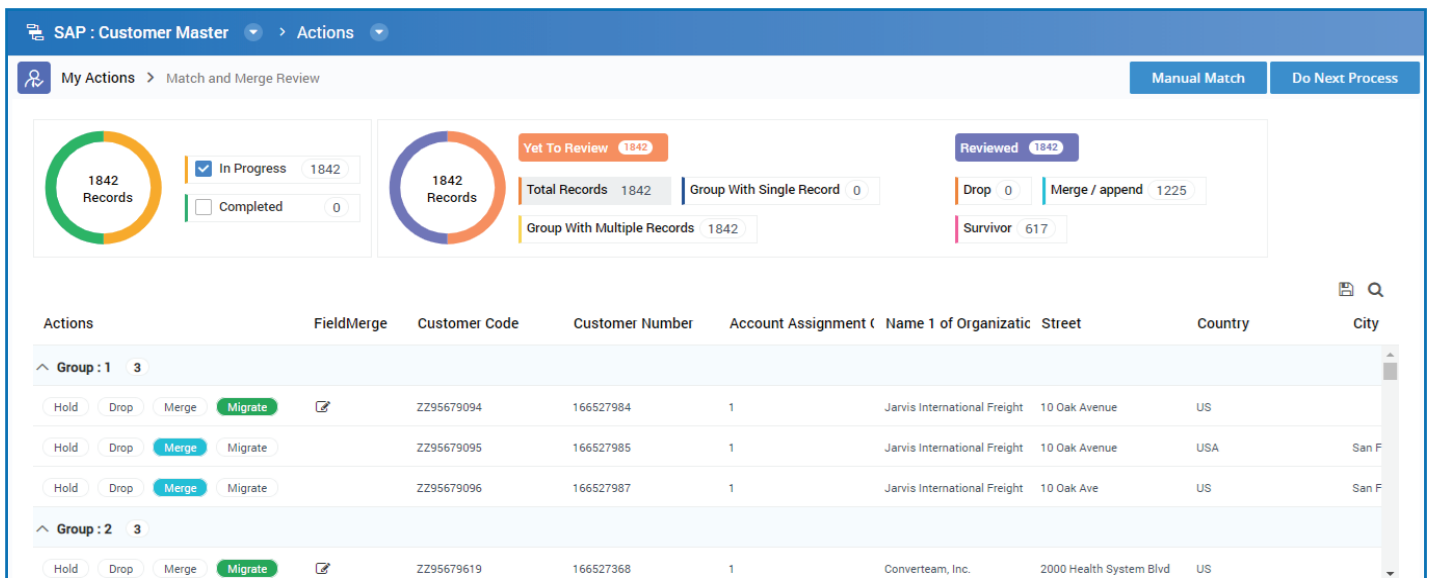 SAP : Customer Master > Actions
My Actions > Match and Merge Review
Manual Match
Do Next Process
1842
Records
In Progress 1842
Completed 0
1842
Records
Yet To Review 1842
Total Records 1842
Group With Single Record 0
Group With Multiple Records 1842
Reviewed 1842
Drop 0
Merge / append 1225
Survivor 617
Actions FieldMerge Customer Code Customer Number Account Assignment ( Name 1 of Organizatic Street Country City
Group : 1 3
Hold Drop Merge Migrate ZZ95679094 166527984 1 Jarvis International Freight 10 Oak Avenue US
Hold Drop Merge Migrate ZZ95679095 166527985 1 Jarvis International Freight 10 Oak Avenue USA San F
Hold Drop Merge Migrate ZZ95679096 166527987 1 Jarvis International Freight 10 Oak Ave US San F
Group : 2 3
Hold Drop Merge Migrate ZZ95679619 166527368 1 Converteam, Inc. 2000 Health System Blvd US